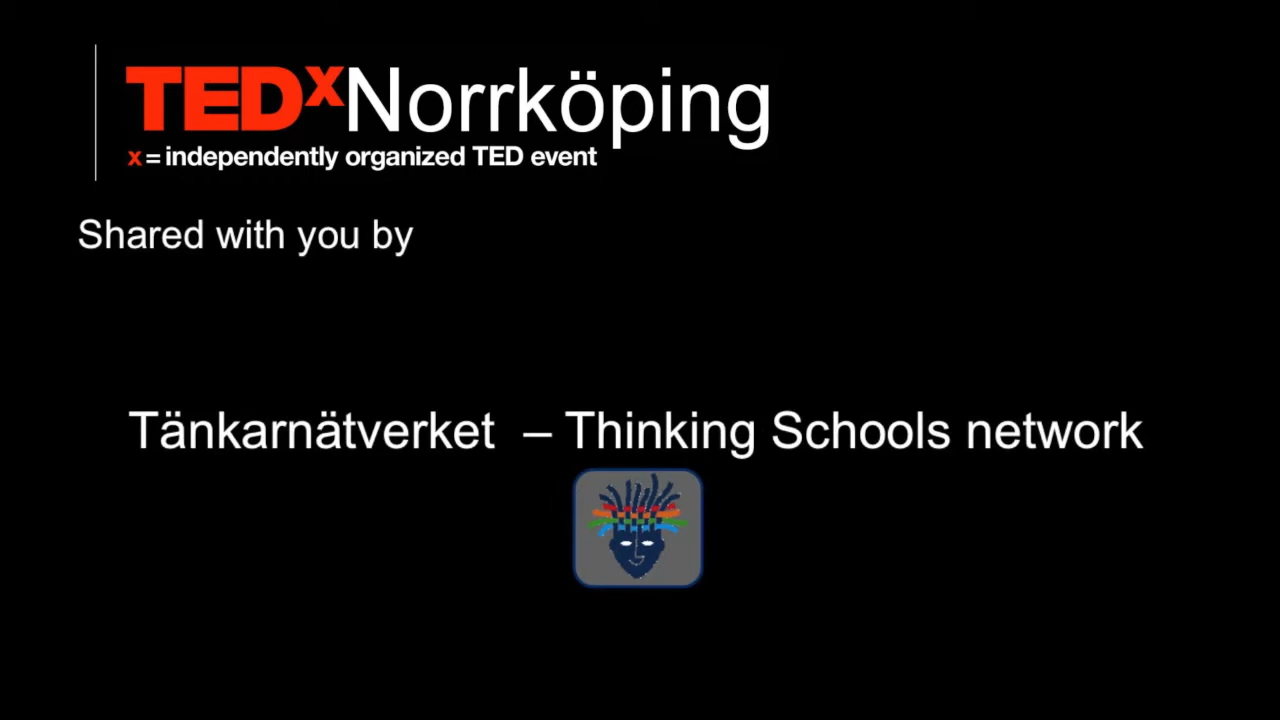 TEDxNorrköping
x = independently organized TED event
Shared with you by
Tänkarnätverket – Thinking Schools network